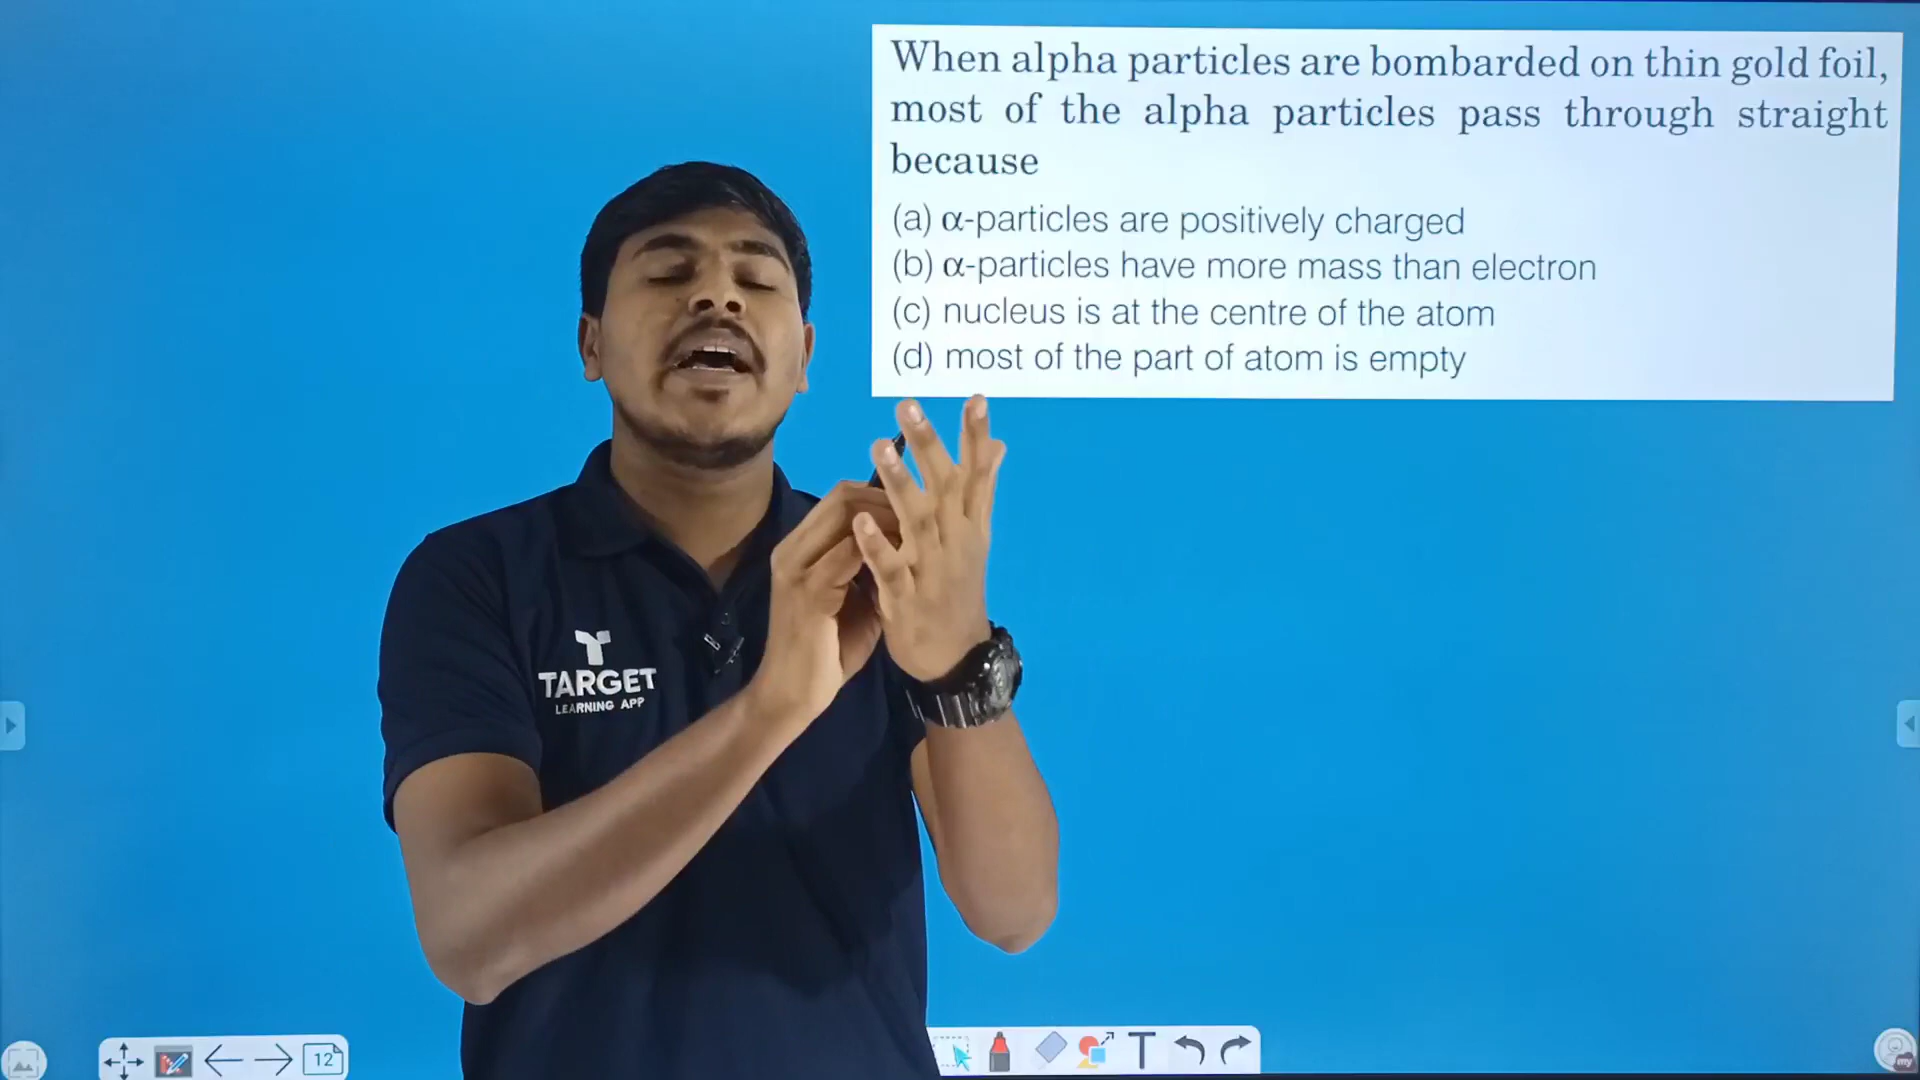 When alpha particles are bombarded on thin gold foil,
most of the alpha particles pass through straight
because
(a) α-particles are positively charged
(b) α-particles have more mass than electron
(c) nucleus is at the centre of the atom
(d) most of the part of atom is empty
TARGET
LEARNING APP
12
T
my